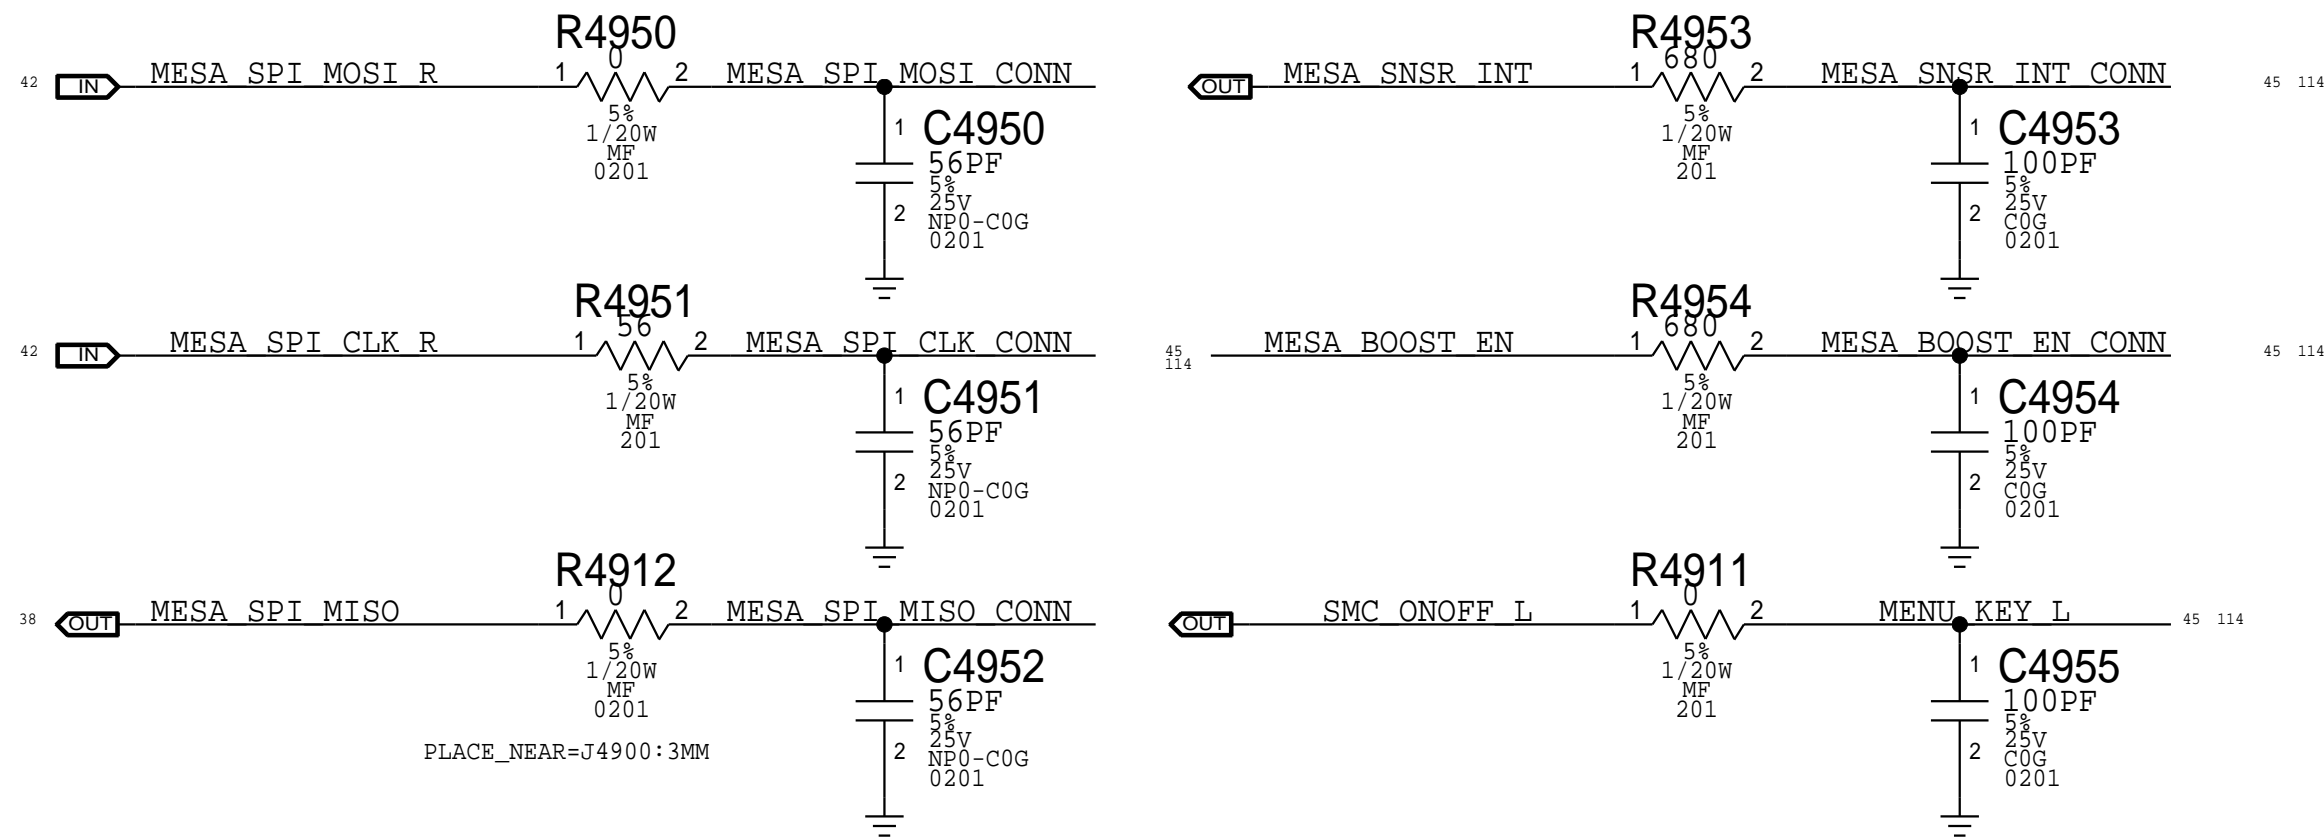 R4950
0
42 IN MESA_SPI_MOSI_R 1 2 MESA_SPI_MOSI_CONN
5%
1/20W
MF
0201
1 C4950
56PF
5%
25V
2 NP0-C0G
0201
R4951
56
42 IN MESA_SPI_CLK_R 1 2 MESA_SPI_CLK_CONN
5%
1/20W
MF
201
1 C4951
56PF
5%
25V
2 NP0-C0G
0201
R4912
0
38 OUT MESA_SPI_MISO 1 2 MESA_SPI_MISO_CONN
5%
1/20W
MF
0201
PLACE_NEAR=J4900:3MM
1 C4952
56PF
5%
25V
2 NP0-C0G
0201
R4953
680
OUT MESA_SNSR_INT 1 2 MESA_SNSR_INT_CONN 45 114
5%
1/20W
MF
201
1 C4953
100PF
5%
25V
2 C0G
0201
R4954
680
45
114
MESA_BOOST_EN 1 2 MESA_BOOST_EN_CONN 45 114
5%
1/20W
MF
201
1 C4954
100PF
5%
25V
2 C0G
0201
R4911
0
OUT SMC_ONOFF_L 1 2 MENU_KEY_L 45 114
5%
1/20W
MF
201
1 C4955
100PF
5%
25V
2 C0G
0201